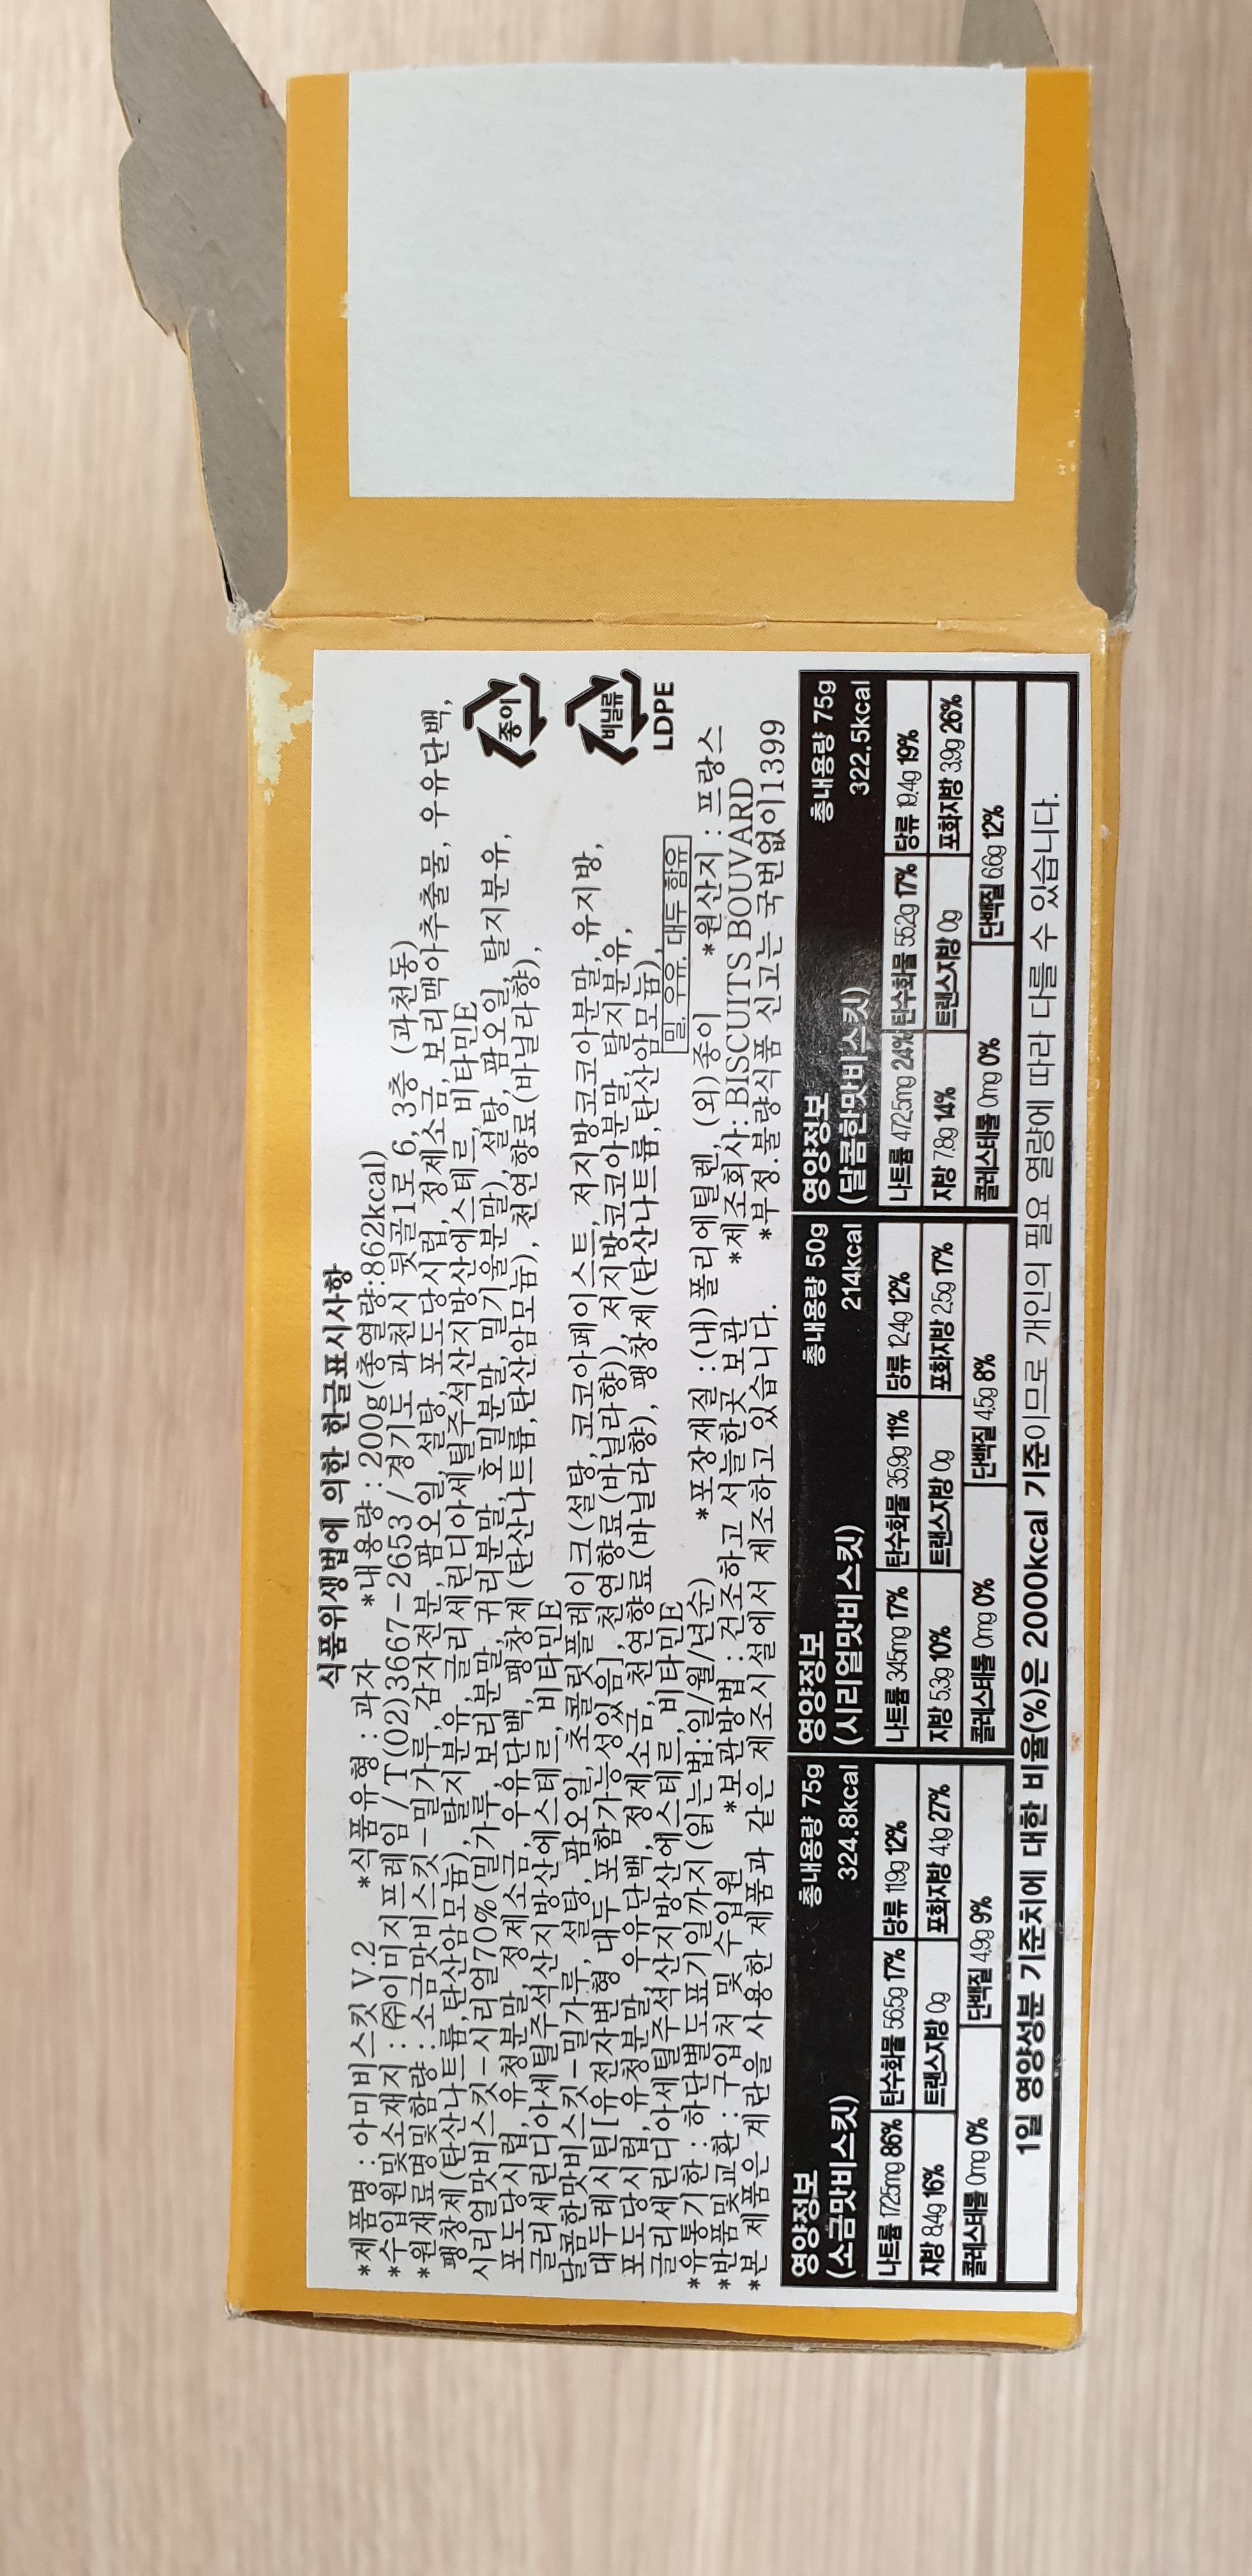 식품위생법에 의한 한글표시사항
*제품명 : 아미비스킷 V.2 *식품유형 : 과자 *내용량 : 200g(총열량:862kcal)
*수입원및소재지 : ㈜이미지프레임 / T (02)3667-2653 / 경기도 과천시 뒷골1로 6, 3층 (과천동)
*원재료명및함량 : 소금맛비스킷-밀가루, 감자전분, 팜오일, 설탕, 포도당시럽, 정제소금, 보리맥아추출물, 우유단백,
팽창제(탄산나트륨,탄산암모늄), 탈지분유, 글리세린디아세틸주석산지방산에스테르, 비타민E
시리얼맛비스킷-시리얼70%(밀가루, 보리분말, 귀리분말, 호밀분말, 밀기울분말), 설탕, 팜오일, 탈지분유,
포도당시럽, 유청분말, 정제소금, 우유단백, 팽창제(탄산나트륨,탄산암모늄), 천연향료(바닐라향),
글리세린디아세틸주석산지방산에스테르, 비타민E
달콤한맛비스킷-밀가루, 설탕, 팜오일, 초콜릿플레이크(설탕, 코코아페이스트, 저지방코코아분말, 유지방,
대두레시틴[유전자변형 대두 포함가능성있음], 천연향료(바닐라향)), 저지방코코아분말, 탈지분유,
포도당시럽, 유청분말, 우유단백, 정제소금, 천연향료(바닐라향), 팽창제(탄산나트륨,탄산암모늄),
글리세린디아세틸주석산지방산에스테르, 비타민E
밀, 우유, 대두 함유
*유통기한 : 하단별도표기일까지(읽는법:일/월/년순) *포장재질 : (내)폴리에틸렌, (외)종이 *원산지 : 프랑스
*반품및교환 : 구입처 및 수입원 *보관방법 : 건조하고 서늘한곳 보관 *제조회사: BISCUITS BOUVARD
*본 제품은 계란을 사용한 제품과 같은 제조시설에서 제조하고 있습니다. *부정.불량식품 신고는 국번없이1399
종이
비닐류
LDPE
영양정보 총내용량 75g
(소금맛비스킷) 324.8kcal
나트륨 1725mg 86% 탄수화물 56.5g 17% 당류 11.9g 12%
지방 8.4g 16% 트랜스지방 0g 포화지방 4.1g 27%
콜레스테롤 0mg 0% 단백질 4.9g 9%
영양정보 총내용량 50g
(시리얼맛비스킷) 214kcal
나트륨 345mg 17% 탄수화물 35.9g 11% 당류 12.4g 12%
지방 5.3g 10% 트랜스지방 0g 포화지방 2.5g 17%
콜레스테롤 0mg 0% 단백질 4.5g 8%
영양정보 총내용량 75g
(달콤한맛비스킷) 322.5kcal
나트륨 472.5mg 24% 탄수화물 55.2g 17% 당류 19.4g 19%
지방 7.8g 14% 트랜스지방 0g 포화지방 3.9g 26%
콜레스테롤 0mg 0% 단백질 6.6g 12%
1일 영양성분 기준치에 대한 비율(%)은 2000kcal 기준이므로 개인의 필요 열량에 따라 다를 수 있습니다.